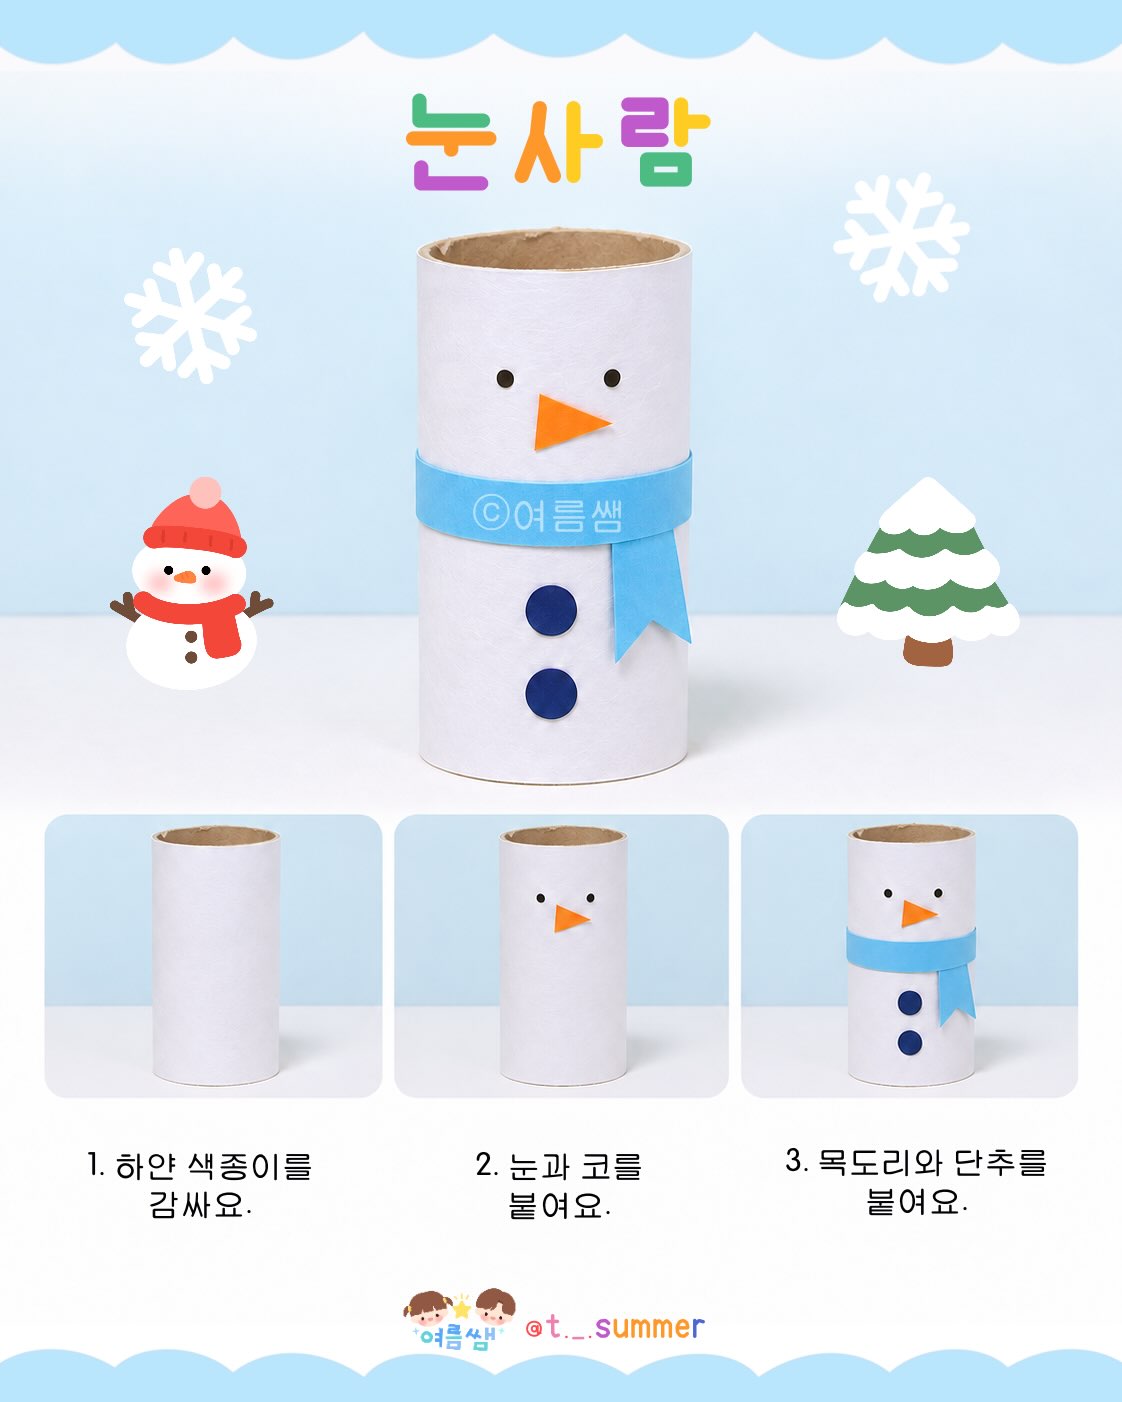 눈사람
©여름쌤
1. 하얀 색종이를
감싸요.
2. 눈과 코를
붙여요.
3. 목도리와 단추를
붙여요.
여름쌤 @t._.summer